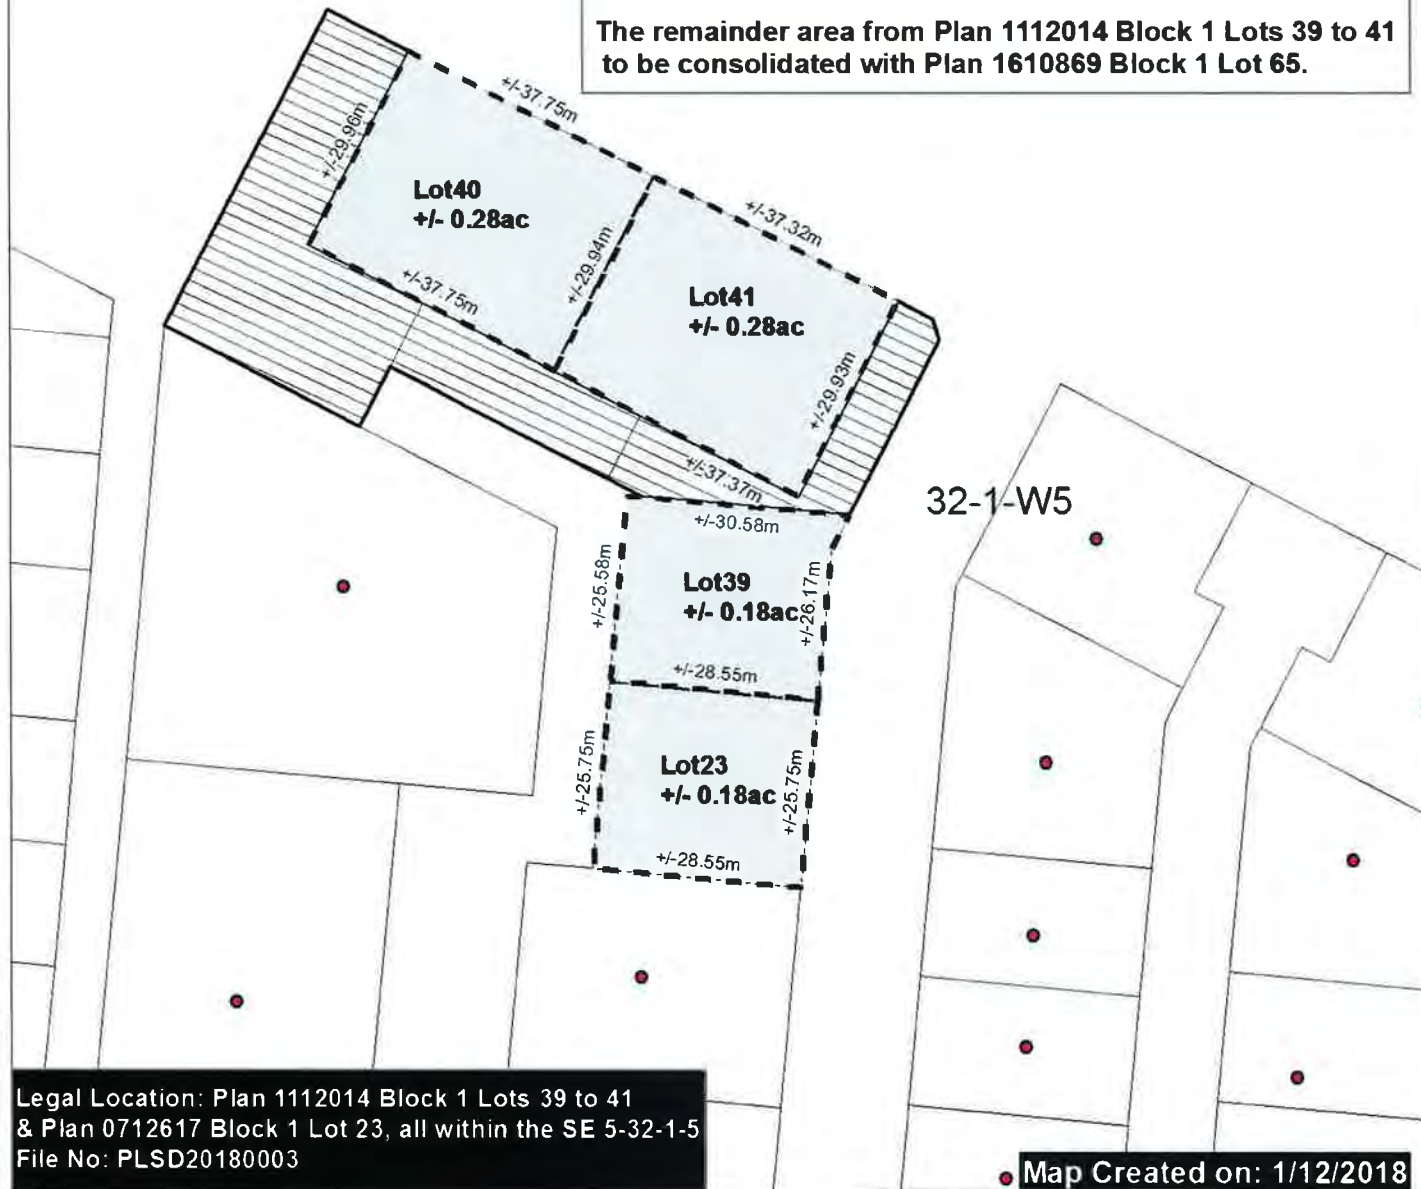 The remainder area from Plan 1112014 Block 1 Lots 39 to 41
to be consolidated with Plan 1610869 Block 1 Lot 65.
+/-37.75m
+/-29.96m
Lot40
+/- 0.28ac
+/-37.32m
+/-29.94m
+/-37.75m
Lot41
+/- 0.28ac
+/-29.93m
+/-37.37m
32-1-W5
+/-30.58m
+/-25.58m
Lot39
+/- 0.18ac
+/-26.17m
+/-28.55m
+/-25.75m
Lot23
+/- 0.18ac
+/-25.75m
+/-28.55m
Legal Location: Plan 1112014 Block 1 Lots 39 to 41
& Plan 0712617 Block 1 Lot 23, all within the SE 5-32-1-5
File No: PLSD20180003
Map Created on: 1/12/2018